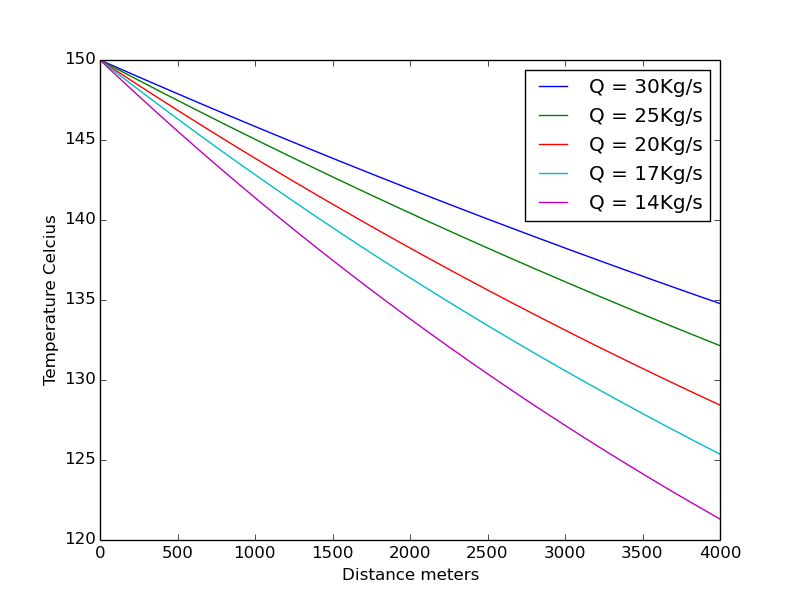 150
145
140
135
130
125
120
Temperature Celcius
Q = 30Kg/s
Q = 25Kg/s
Q = 20Kg/s
Q = 17Kg/s
Q = 14Kg/s
0 500 1000 1500 2000 2500 3000 3500 4000
Distance meters